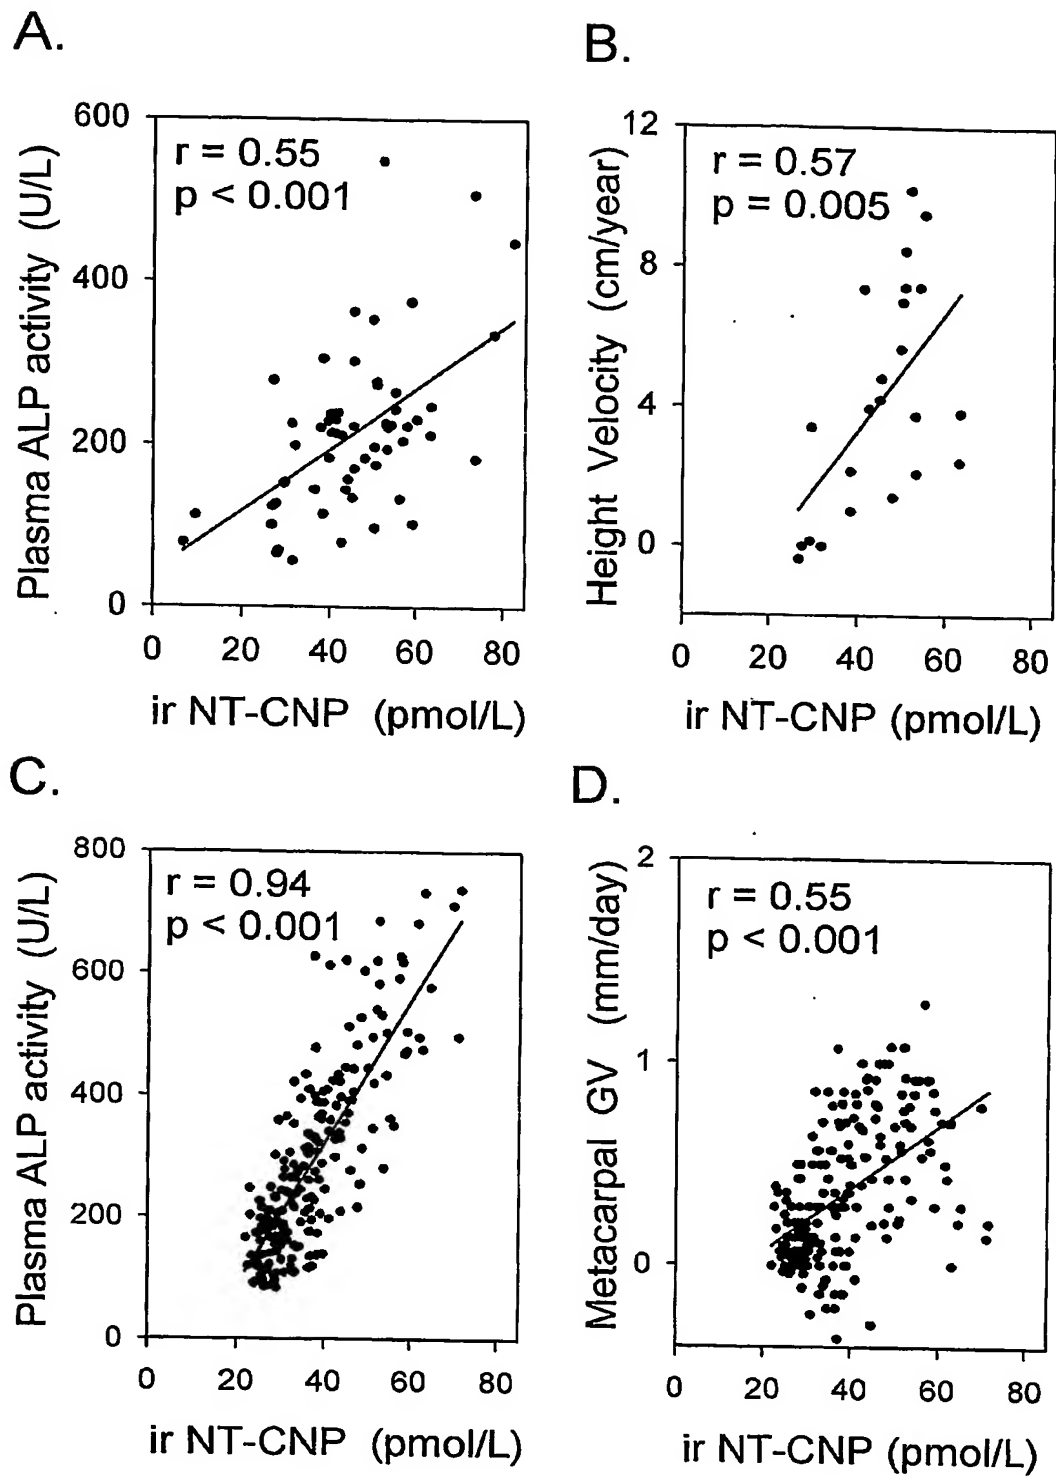 A.
600
400
200
0
Plasma ALP activity (U/L)
r = 0.55
p < 0.001
0 20 40 60 80
ir NT-CNP (pmol/L)
B.
12
8
4
0
Height Velocity (cm/year)
r = 0.57
p = 0.005
0 20 40 60 80
ir NT-CNP (pmol/L)
C.
800
600
400
200
0
Plasma ALP activity (U/L)
r = 0.94
p < 0.001
0 20 40 60 80
ir NT-CNP (pmol/L)
D.
2
1
0
Metacarpal GV (mm/day)
r = 0.55
p < 0.001
0 20 40 60 80
ir NT-CNP (pmol/L)